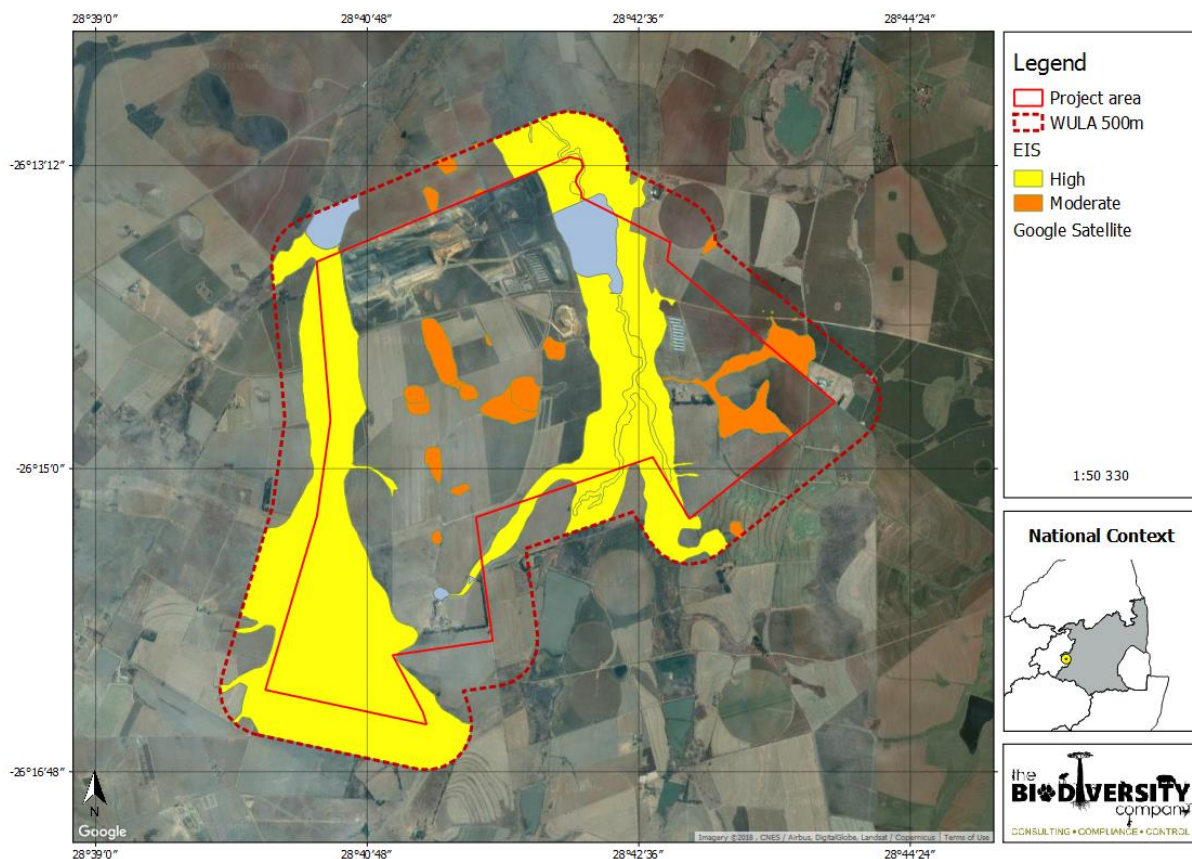 28°39'0" 28°40'48" 28°42'36" 28°44'24"
-26°13'12"
-26°15'0"
-26°16'48"
N
Google
Imagery ©2018 , CNES / Airbus, DigitalGlobe, Landsat / Copernicus Terms of Use
28°39'0" 28°40'48" 28°42'36" 28°44'24"
Legend
Project area
WULA 500m
EIS
High
Moderate
Google Satellite
1:50 330
National Context
the
BIODIVERSITY
company
CONSULTING • COMPLIANCE • CONTROL